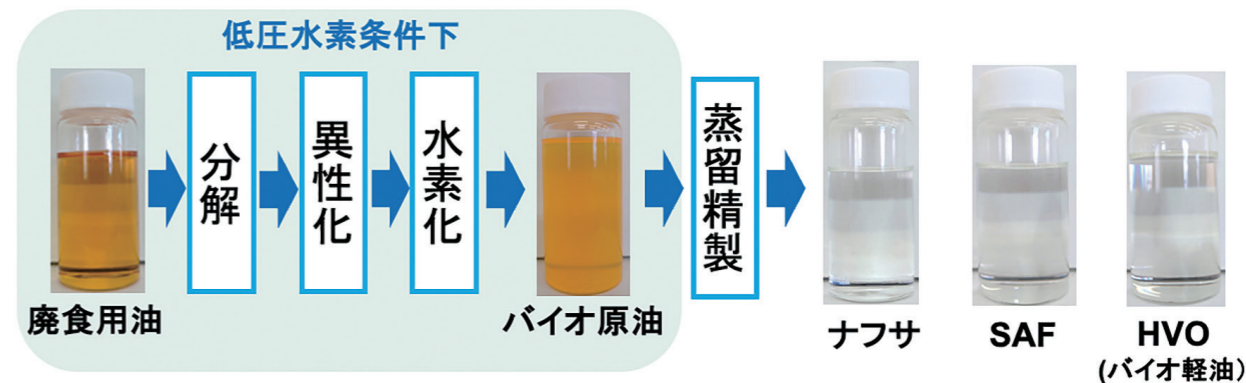 低圧水素条件下
廃食用油
分解
異性化
水素化
バイオ原油
蒸留精製
ナフサ
SAF
HVO
(バイオ軽油)